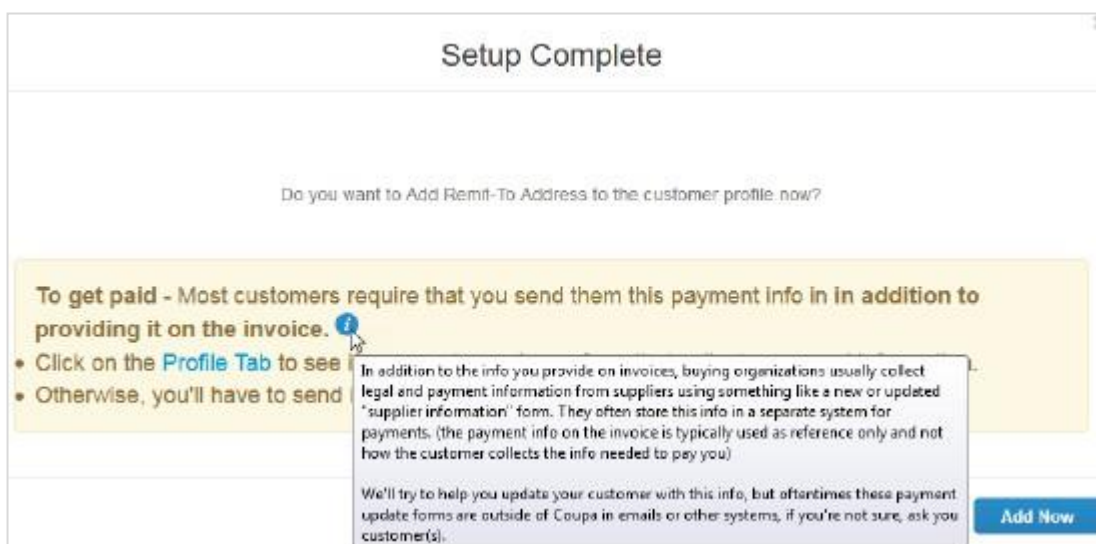 Setup Complete
Do you want to Add Remit-To Address to the customer profile now?
To get paid - Most customers require that you send them this payment info in in addition to
providing it on the invoice. i
• Click on the Profile Tab to see
• Otherwise, you'll have to send
In addition to the info you provide on invoices, buying organizations usually collect
legal and payment information from suppliers using something like a new or updated
"supplier information" form. They often store this info in a separate system for
payments. (the payment info on the invoice is typically used as reference only and not
how the customer collects the info needed to pay you)
We'll try to help you update your customer with this info, but oftentimes these payment
update forms are outside of Coupa in emails or other systems, if you're not sure, ask you
customer(s).
Add Now